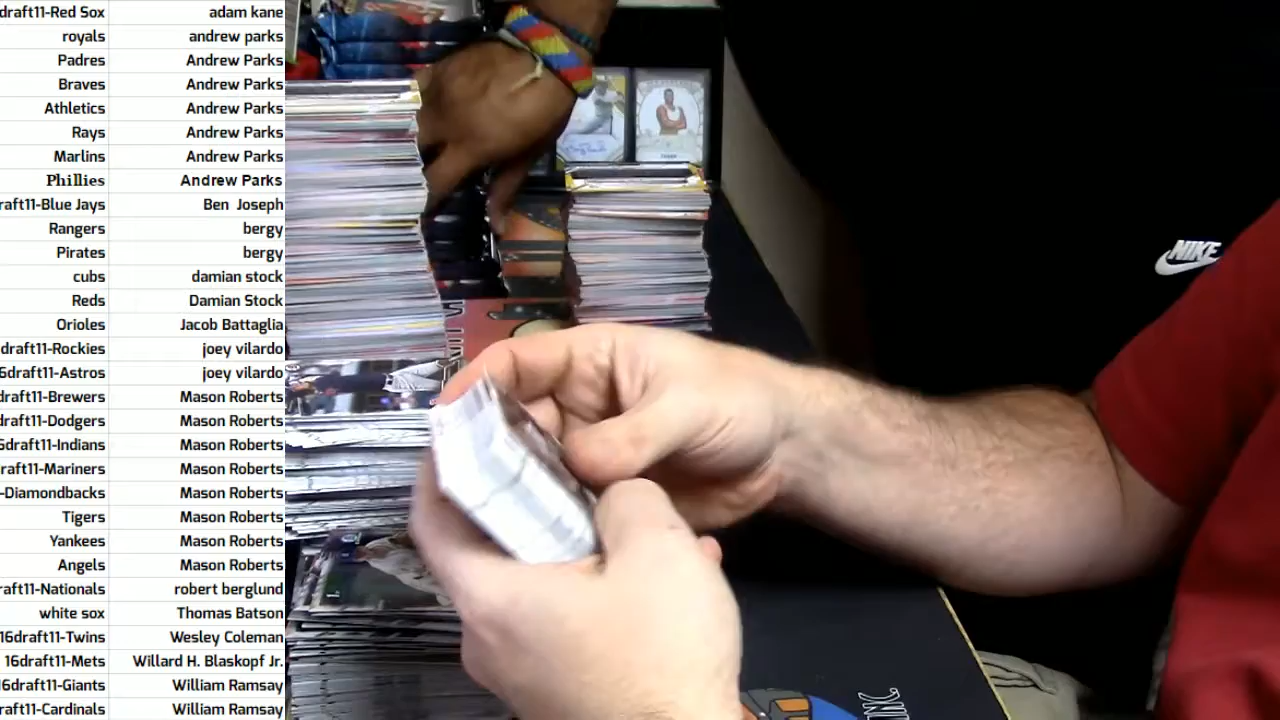 draft11-Red Sox adam kane
royals andrew parks
Padres Andrew Parks
Braves Andrew Parks
Athletics Andrew Parks
Rays Andrew Parks
Marlins Andrew Parks
Phillies Andrew Parks
raft11-Blue Jays Ben Joseph
Rangers bergy
Pirates bergy
cubs damian stock
Reds Damian Stock
Orioles Jacob Battaglia
draft11-Rockies joey vilardo
6draft11-Astros joey vilardo
draft11-Brewers Mason Roberts
draft11-Dodgers Mason Roberts
6draft11-Indians Mason Roberts
raft11-Mariners Mason Roberts
-Diamondbacks Mason Roberts
Tigers Mason Roberts
Yankees Mason Roberts
Angels Mason Roberts
raft11-Nationals robert berglund
white sox Thomas Batson
16draft11-Twins Wesley Coleman
16draft11-Mets Willard H. Blaskopf Jr.
6draft11-Giants William Ramsay
raft11-Cardinals William Ramsay
NIKE